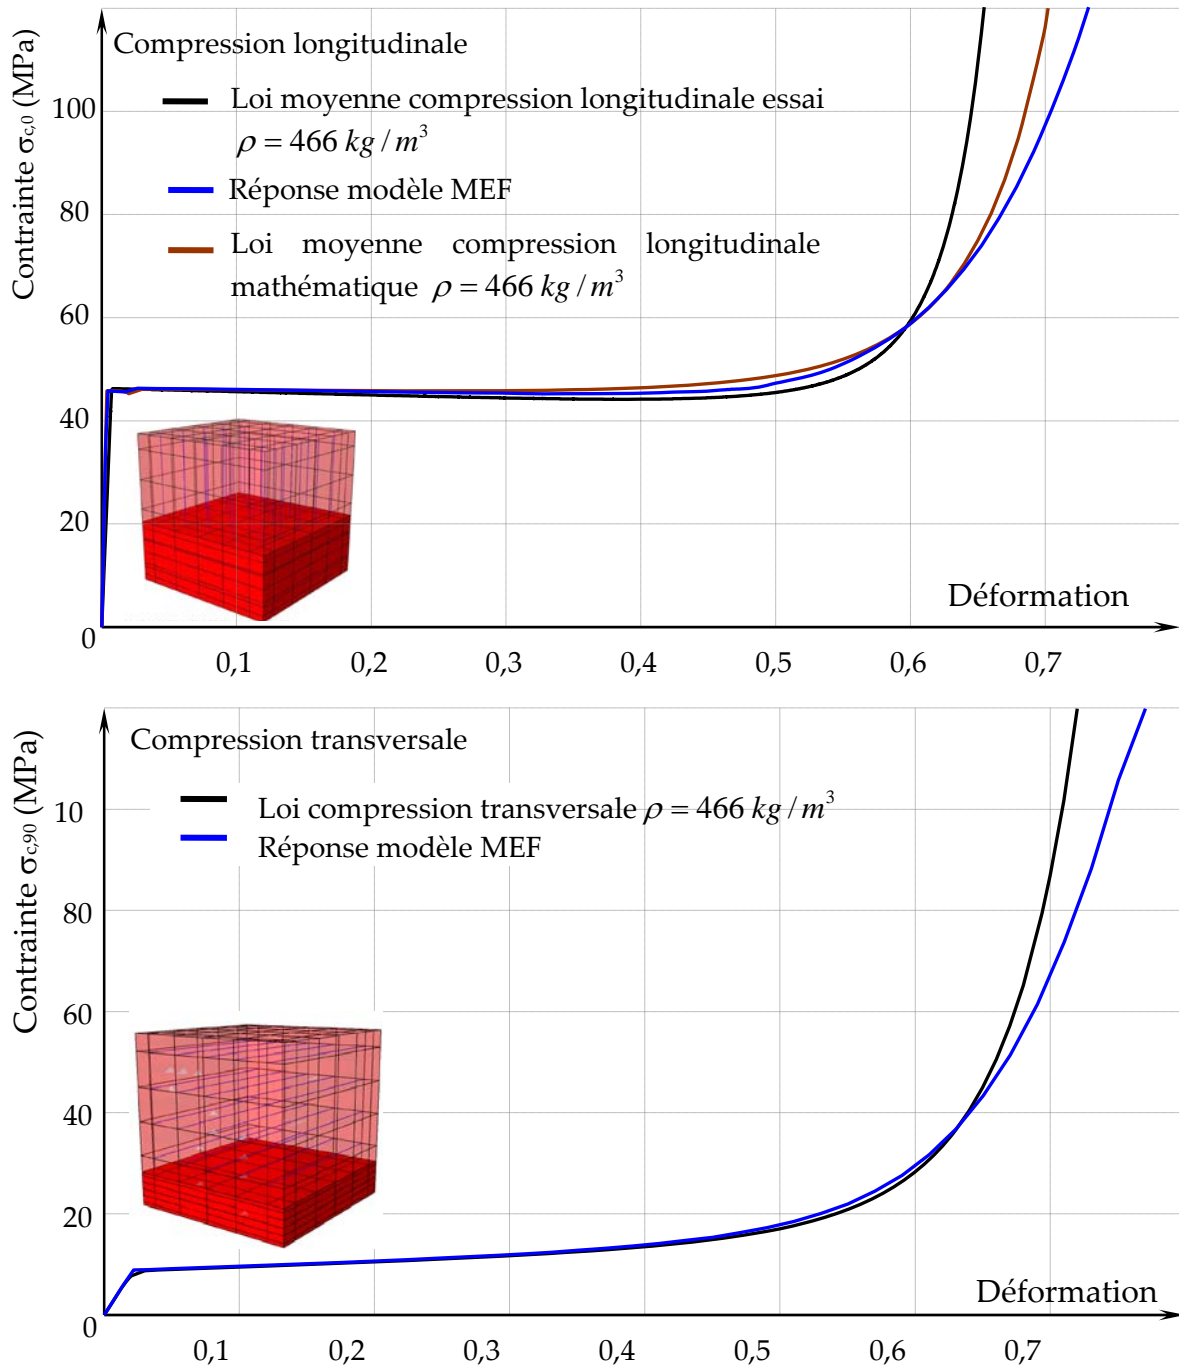 Compression longitudinale
Loi moyenne compression longitudinale essai
ρ = 466 kg / m³
Réponse modèle MEF
Loi moyenne compression longitudinale
mathématique ρ = 466 kg / m³
Contrainte σc,0 (MPa)
100
80
60
40
20
0
Déformation
0,1 0,2 0,3 0,4 0,5 0,6 0,7
Compression transversale
Loi compression transversale ρ = 466 kg / m³
Réponse modèle MEF
Contrainte σc,90 (MPa)
10
80
60
40
20
0
Déformation
0,1 0,2 0,3 0,4 0,5 0,6 0,7